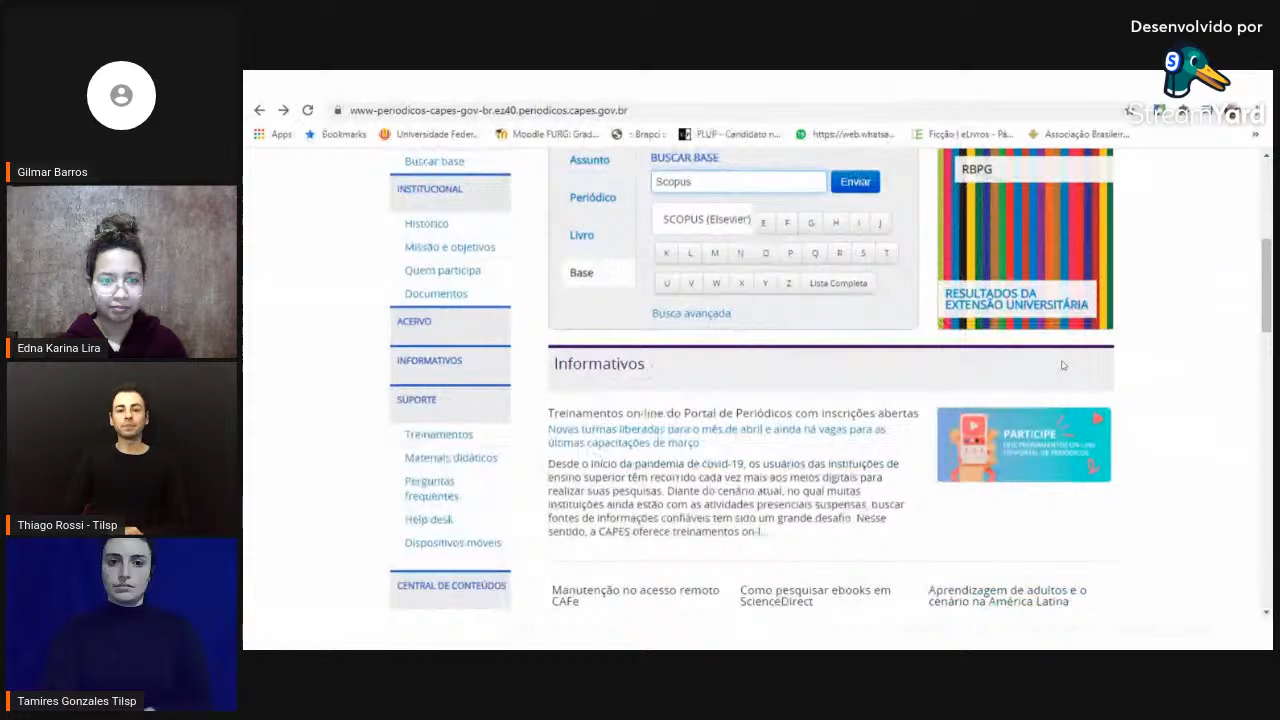 Desenvolvido por
StreamYard
Gilmar Barros
Edna Karina Lira
Thiago Rossi - Tilsp
Tamires Gonzales Tilsp
www-periodicos-capes-gov-br.ez40.periodicos.capes.gov.br
Apps
Bookmarks
Universidade Feder...
Moodle FURG: Grad...
:: Brapci ::
PLUP - Candidato n...
https://web.whatsa...
Ficção | eLivros - Pá...
Associação Brasileir...
»
Buscar base
INSTITUCIONAL
Histórico
Missão e objetivos
Quem participa
Documentos
ACERVO
INFORMATIVOS
SUPORTE
Treinamentos
Materiais didáticos
Perguntas
frequentes
Help desk
Dispositivos móveis
CENTRAL DE CONTEÚDOS
Assunto
Periódico
Livro
Base
BUSCAR BASE
Scopus
Enviar
SCOPUS (Elsevier)
E F G H I J
K L M N O P Q R S T
U V W X Y Z Lista Completa
Busca avançada
RBPG
RESULTADOS DA
EXTENSÃO UNIVERSITÁRIA
Informativos
Treinamentos on-line do Portal de Periódicos com inscrições abertas
Novas turmas liberadas para o mês de abril e ainda há vagas para as
últimas capacitações de março
Desde o início da pandemia de covid-19, os usuários das instituições de
ensino superior têm recorrido cada vez mais aos meios digitais para
realizar suas pesquisas. Diante do cenário atual, no qual muitas
instituições ainda estão com as atividades presenciais suspensas, buscar
fontes de informações confiáveis tem sido um grande desafio. Nesse
sentido, a CAPES oferece treinamentos on-l...
PARTICIPE
DOS TREINAMENTOS ON-LINE
DO PORTAL DE PERIÓDICOS
Manutenção no acesso remoto
CAFe
Como pesquisar ebooks em
ScienceDirect
Aprendizagem de adultos e o
cenário na América Latina